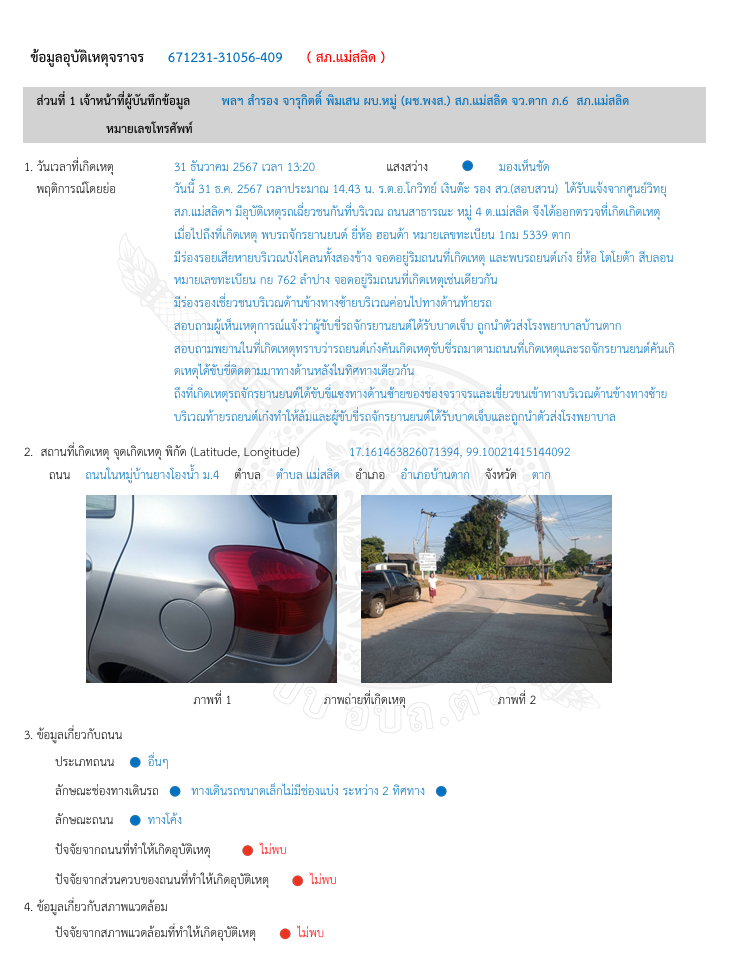 ข้อมูลอุบัติเหตุจราจร 671231-31056-409 ( สภ.แม่สลิด )
ส่วนที่ 1 เจ้าหน้าที่ผู้บันทึกข้อมูล พลฯ สำรอง จารุกิตติ์ พิมเสน ผบ.หมู่ (ผช.พงส.) สภ.แม่สลิด จว.ตาก ภ.6 สภ.แม่สลิด
หมายเลขโทรศัพท์
1. วันเวลาที่เกิดเหตุ 31 ธันวาคม 2567 เวลา 13:20 แสงสว่าง มองเห็นชัด
พฤติการณ์โดยย่อ วันนี้ 31 ธ.ค. 2567 เวลาประมาณ 14.43 น. ร.ต.อ.โกวิทย์ เงินต๊ะ รอง สว.(สอบสวน) ได้รับแจ้งจากศูนย์วิทยุ
สภ.แม่สลิดฯ มีอุบัติเหตุรถเฉี่ยวชนกันที่บริเวณ ถนนสาธารณะ หมู่ 4 ต.แม่สลิด จึงได้ออกตรวจที่เกิดเกิดเหตุ
เมื่อไปถึงที่เกิดเหตุ พบรถจักรยานยนต์ ยี่ห้อ ฮอนด้า หมายเลขทะเบียน 1กม 5339 ตาก
มีร่องรอยเสียหายบริเวณบังโคลนทั้งสองข้าง จอดอยู่ริมถนนที่เกิดเหตุ และพบรถยนต์เก๋ง ยี่ห้อ โตโยต้า สีบลอน
หมายเลขทะเบียน กย 762 ลำปาง จอดอยู่ริมถนนที่เกิดเหตุเช่นเดียวกัน
มีร่องรองเชี่ยวขนบริเวณด้านข้างทางซ้ายบริเวณค่อนไปทางด้านท้ายรถ
สอบถามผู้เห็นเหตุการณ์แจ้งว่าผู้ขับขี่รถจักรยานยนต์ได้รับบาดเจ็บ ถูกนำตัวส่งโรงพยาบาลบ้านตาก
สอบถามพยานในที่เกิดเหตุทราบว่ารถยนต์เก๋งคันเกิดเหตุขับขี่รถมาตามถนนที่เกิดเหตุและรถจักรยานยนต์คันเกิ
ดเหตุได้ขับขี่ติดตามมาทางด้านหลังในทิศทางเดียวกัน
ถึงที่เกิดเหตุรถจักรยานยนต์ได้ขับขี่แซงทางด้านซ้ายของช่องจราจรและเขี่ยวขนเข้าทางบริเวณด้านข้างทางซ้าย
บริเวณท้ายรถยนต์เก๋งทำให้ล้มและผู้ขับขี่รถจักรยานยนต์ได้รับบาดเจ็บและถูกนำตัวส่งโรงพยาบาล
2. สถานที่เกิดเหตุ จุดเกิดเหตุ พิกัด (Latitude, Longitude) 17.161463826071394, 99.10021415144092
ถนน ถนนในหมู่บ้านยางโองน้ำ ม.4 ตำบล ตำบล แม่สลิด อำเภอ อำเภอบ้านตาก จังหวัด ตาก
ภาพที่ 1 ภาพถ่ายที่เกิดเหตุ ภาพที่ 2
3. ข้อมูลเกี่ยวกับถนน
ประเภทถนน อื่นๆ
ลักษณะช่องทางเดินรถ ทางเดินรถขนาดเล็กไม่มีช่องแบ่ง ระหว่าง 2 ทิศทาง
ลักษณะถนน ทางโค้ง
ปัจจัยจากถนนที่ทำให้เกิดอุบัติเหตุ ไม่พบ
ปัจจัยจากส่วนควบของถนนที่ทำให้เกิดอุบัติเหตุ ไม่พบ
4. ข้อมูลเกี่ยวกับสภาพแวดล้อม
ปัจจัยจากสภาพแวดล้อมที่ทำให้เกิดอุบัติเหตุ ไม่พบ